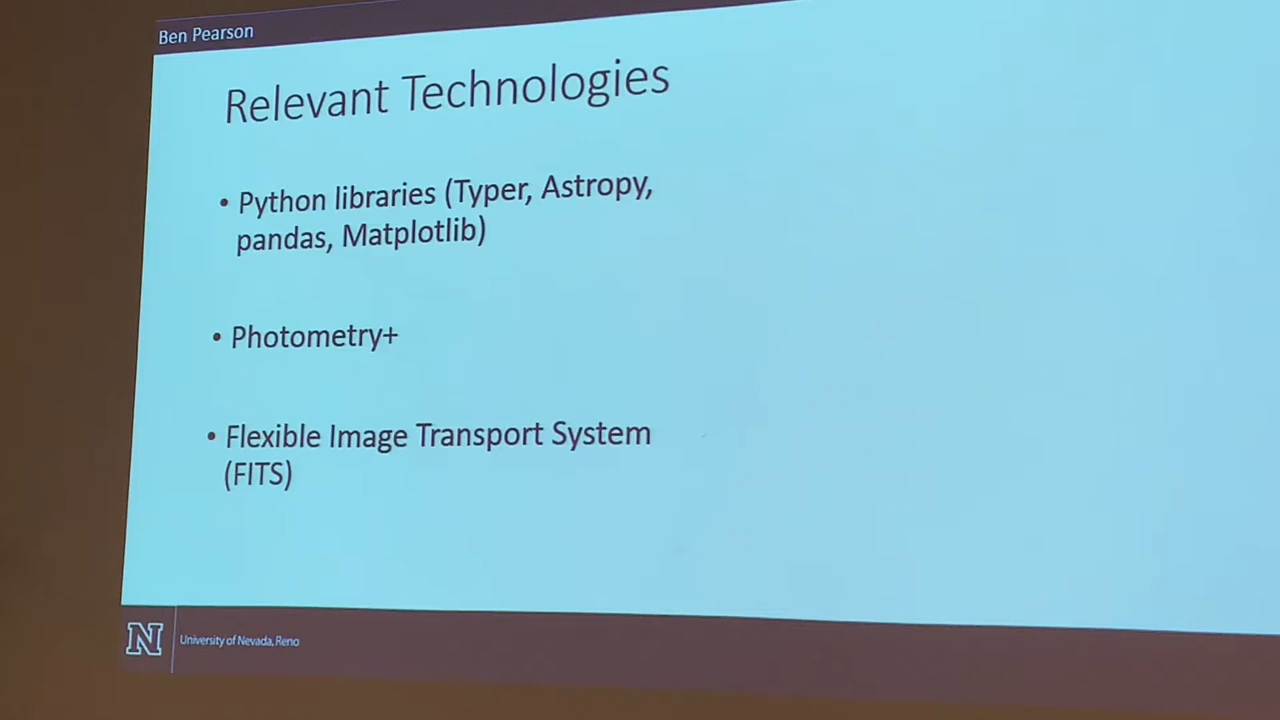 Ben Pearson
Relevant Technologies
• Python libraries (Typer, Astropy,
pandas, Matplotlib)
• Photometry+
• Flexible Image Transport System
(FITS)
N
University of Nevada, Reno